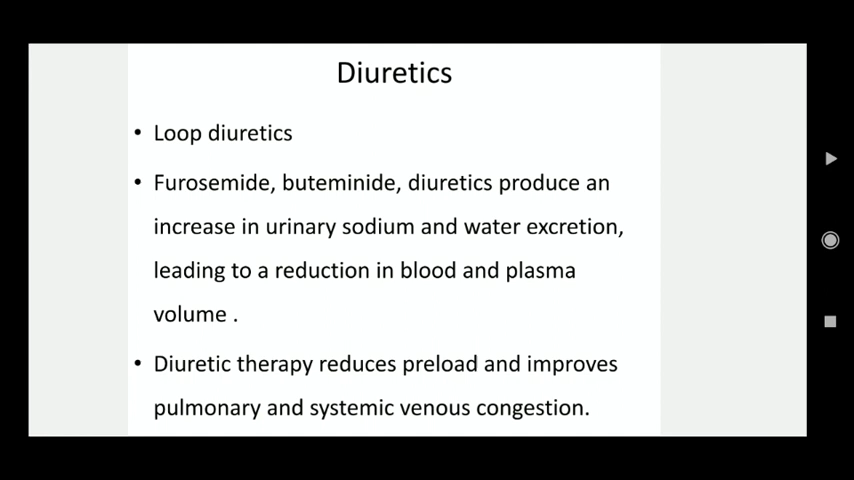 Diuretics
• Loop diuretics
• Furosemide, buteminide, diuretics produce an
increase in urinary sodium and water excretion,
leading to a reduction in blood and plasma
volume .
• Diuretic therapy reduces preload and improves
pulmonary and systemic venous congestion.